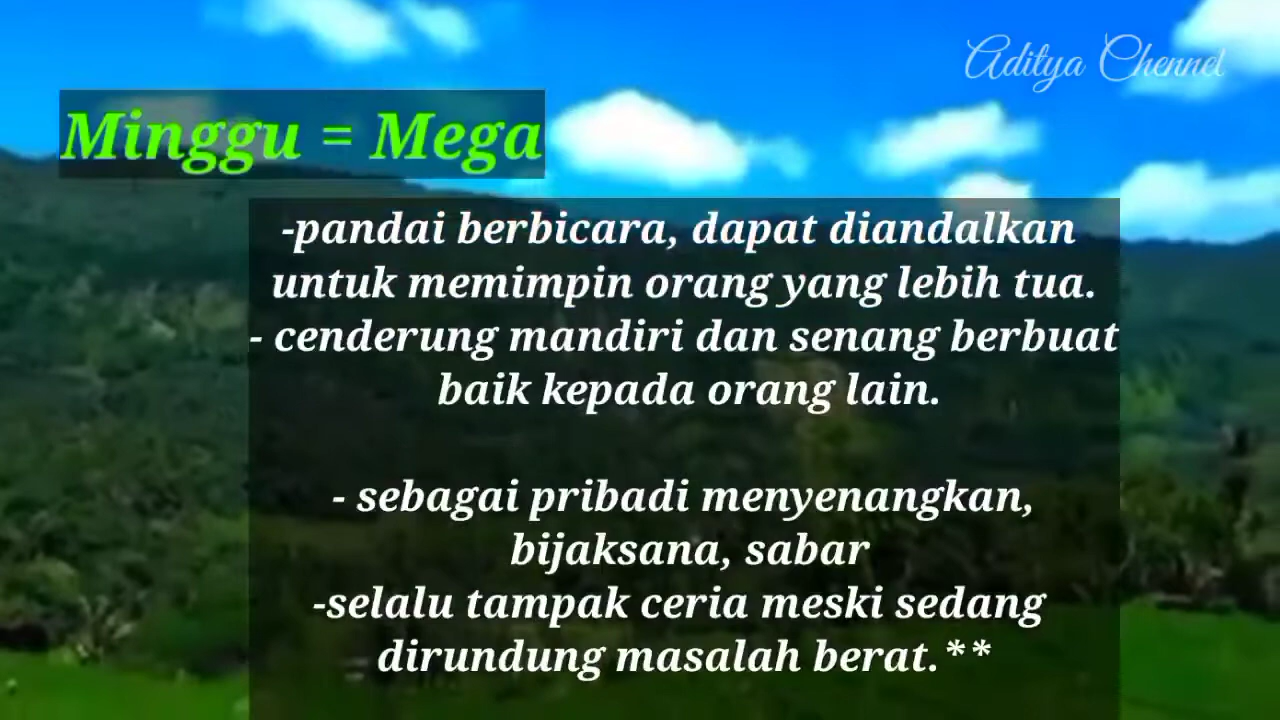 Aditya Chennel
Minggu = Mega
-pandai berbicara, dapat diandalkan
untuk memimpin orang yang lebih tua.
- cenderung mandiri dan senang berbuat
baik kepada orang lain.
- sebagai pribadi menyenangkan,
bijaksana, sabar
-selalu tampak ceria meski sedang
dirundung masalah berat.**